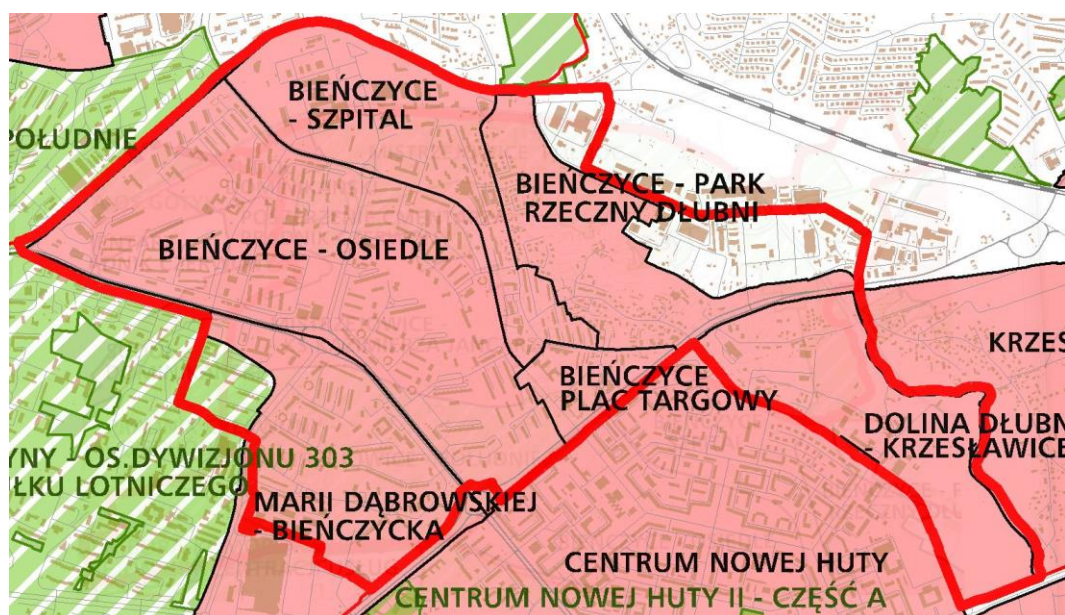 BIEŃCZYCE
- SZPITAL
POŁUDNIE
BIEŃCZYCE - PARK
RZECZNY DŁUBNI
BIEŃCZYCE - OSIEDLE
KRZES
BIEŃCZYCE
PLAC TARGOWY
DOLINA DŁUBN
- KRZESŁAWICE
YNY - OS.DYWIZJONU 303
ŁKU LOTNICZEGO
MARII DĄBROWSKIEJ
- BIEŃCZYCKA
CENTRUM NOWEJ HUTY
CENTRUM NOWEJ HUTY II - CZĘŚĆ A